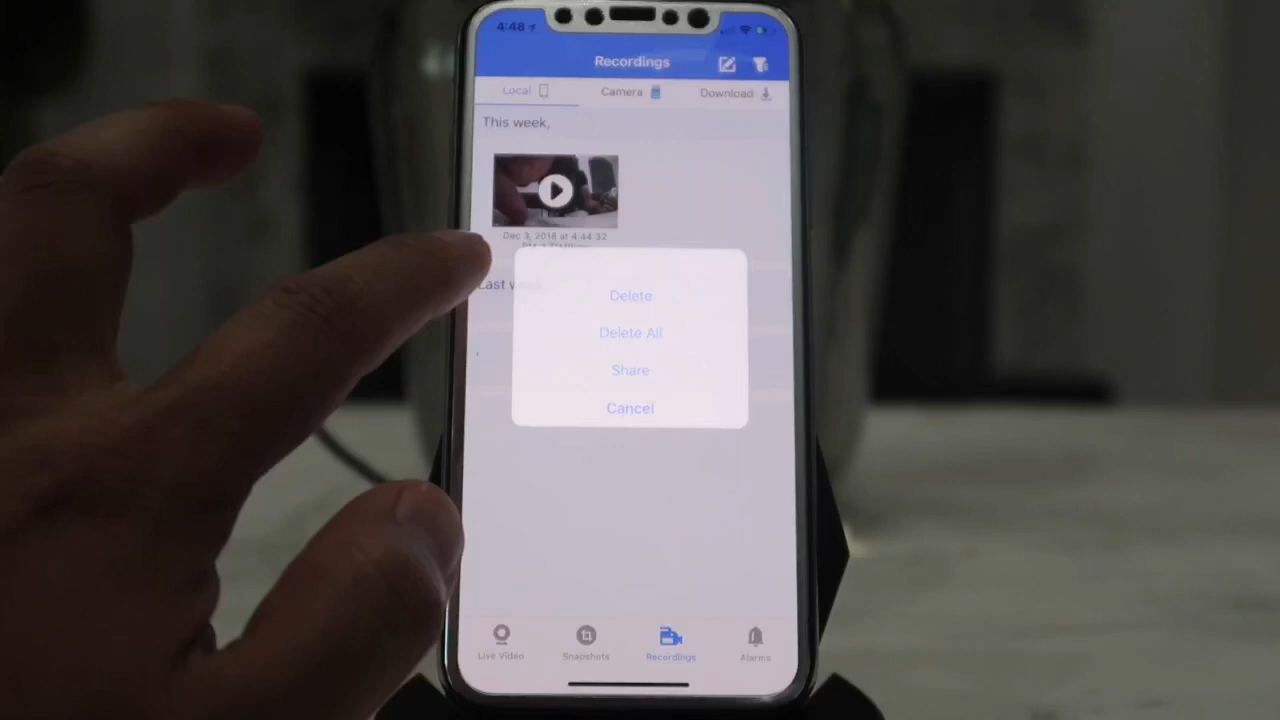 4:48
Recordings
Local
Camera
Download
This week,
Dec 3, 2018 at 4:44:32
Last w
Delete
Delete All
Share
Cancel
Live Video
Snapshots
Recordings
Alarms